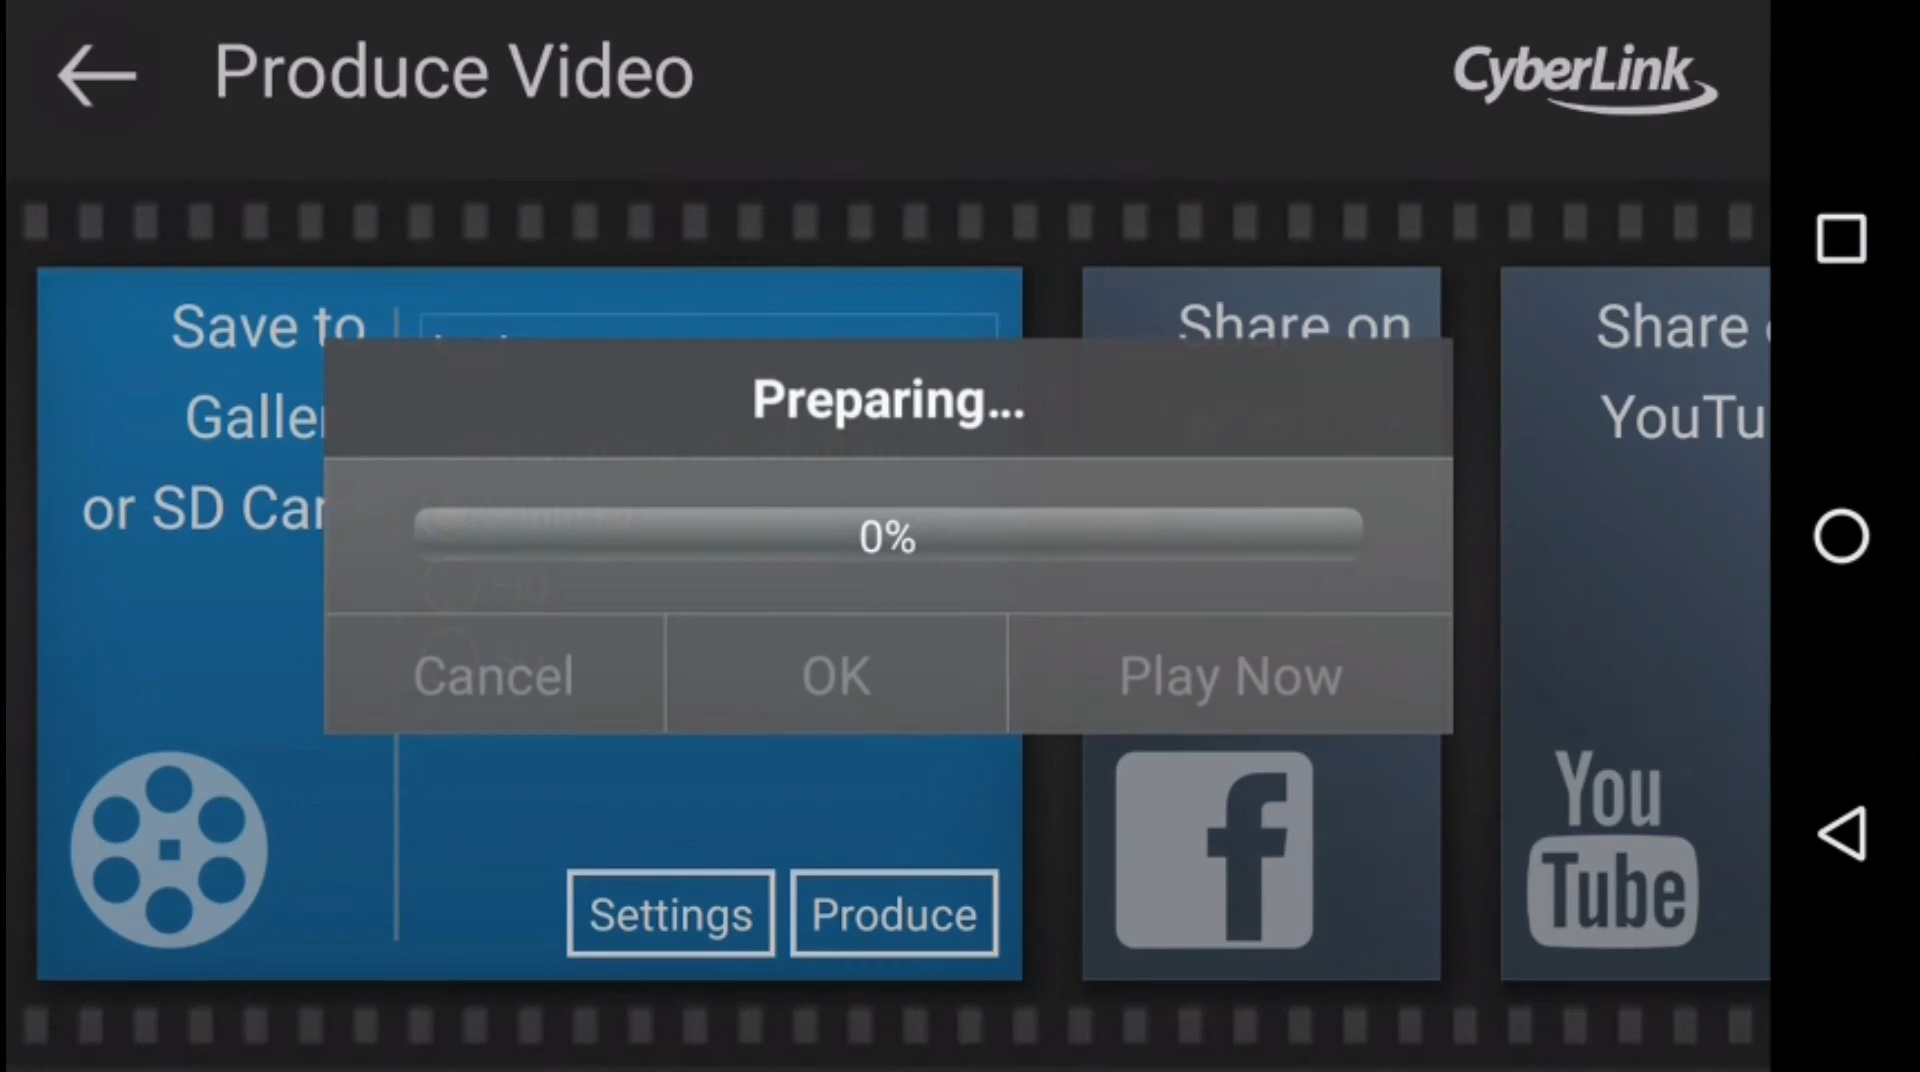 Produce Video
CyberLink
Save to
Galle
or SD Car
Share on
Share
YouTu
Preparing...
0%
HD
Cancel
OK
Play Now
Settings
Produce
f
You
Tube